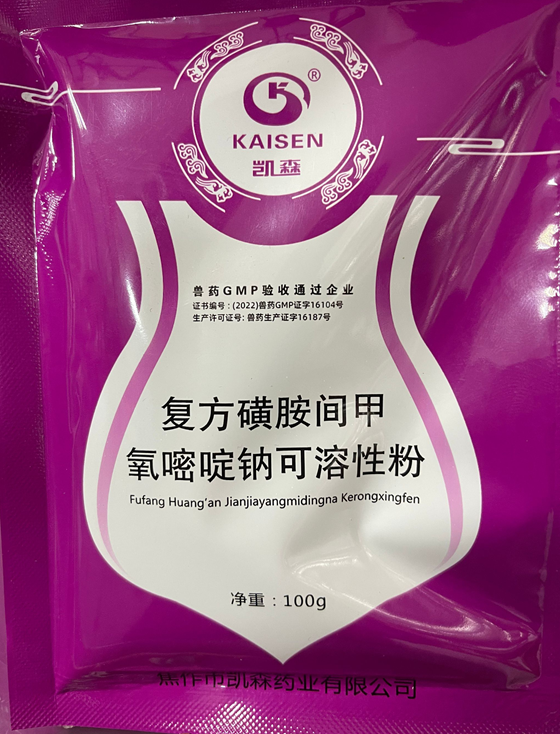 ®
KAISEN
凯森
兽药GMP验收通过企业
证书编号：(2022)兽药GMP证字16104号
生产许可证号: 兽药生产证字16187号
复方磺胺间甲
氧嘧啶钠可溶性粉
Fufang Huang'an Jianjiayangmidingna Kerongxingfen
净重：100g
焦作市凯森药业有限公司